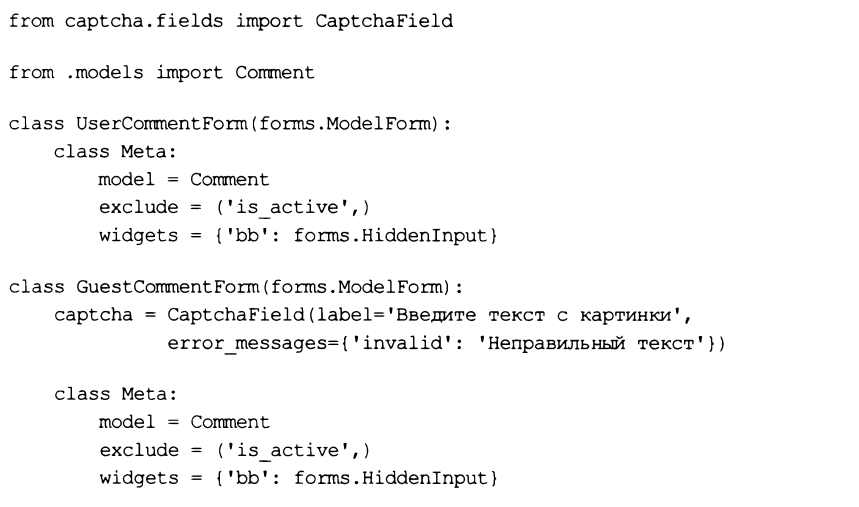 from captcha.fields import CaptchaField
from .models import Comment
class UserCommentForm(forms.ModelForm):
    class Meta:
        model = Comment
        exclude = ('is_active',)
        widgets = {'bb': forms.HiddenInput}
class GuestCommentForm(forms.ModelForm):
    captcha = CaptchaField(label='Введите текст с картинки',
              error_messages={'invalid': 'Неправильный текст'})
    class Meta:
        model = Comment
        exclude = ('is_active',)
        widgets = {'bb': forms.HiddenInput}